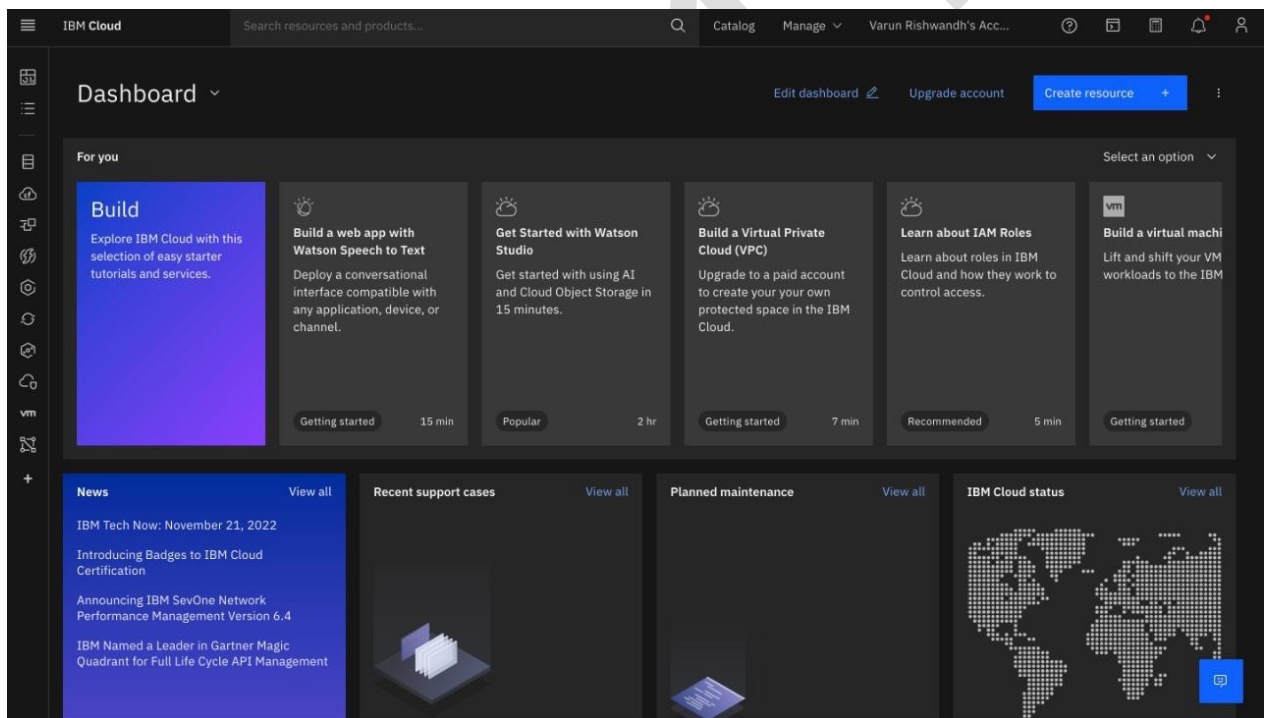 IBM Cloud
Search resources and products...
Catalog
Manage
Varun Rishwandh's Acc...
Dashboard
Edit dashboard
Upgrade account
Create resource +
For you
Select an option
Build
Explore IBM Cloud with this
selection of easy starter
tutorials and services.
Build a web app with
Watson Speech to Text
Deploy a conversational
interface compatible with
any application, device, or
channel.
Getting started
15 min
Get Started with Watson
Studio
Get started with using AI
and Cloud Object Storage in
15 minutes.
Popular
2 hr
Build a Virtual Private
Cloud (VPC)
Upgrade to a paid account
to create your your own
protected space in the IBM
Cloud.
Getting started
7 min
Learn about IAM Roles
Learn about roles in IBM
Cloud and how they work to
control access.
Recommended
5 min
vm
Build a virtual machi
Lift and shift your VM
workloads to the IBM
Getting started
vm
+
News
View all
IBM Tech Now: November 21, 2022
Introducing Badges to IBM Cloud
Certification
Announcing IBM SevOne Network
Performance Management Version 6.4
IBM Named a Leader in Gartner Magic
Quadrant for Full Life Cycle API Management
Recent support cases
View all
Planned maintenance
View all
IBM Cloud status
View all